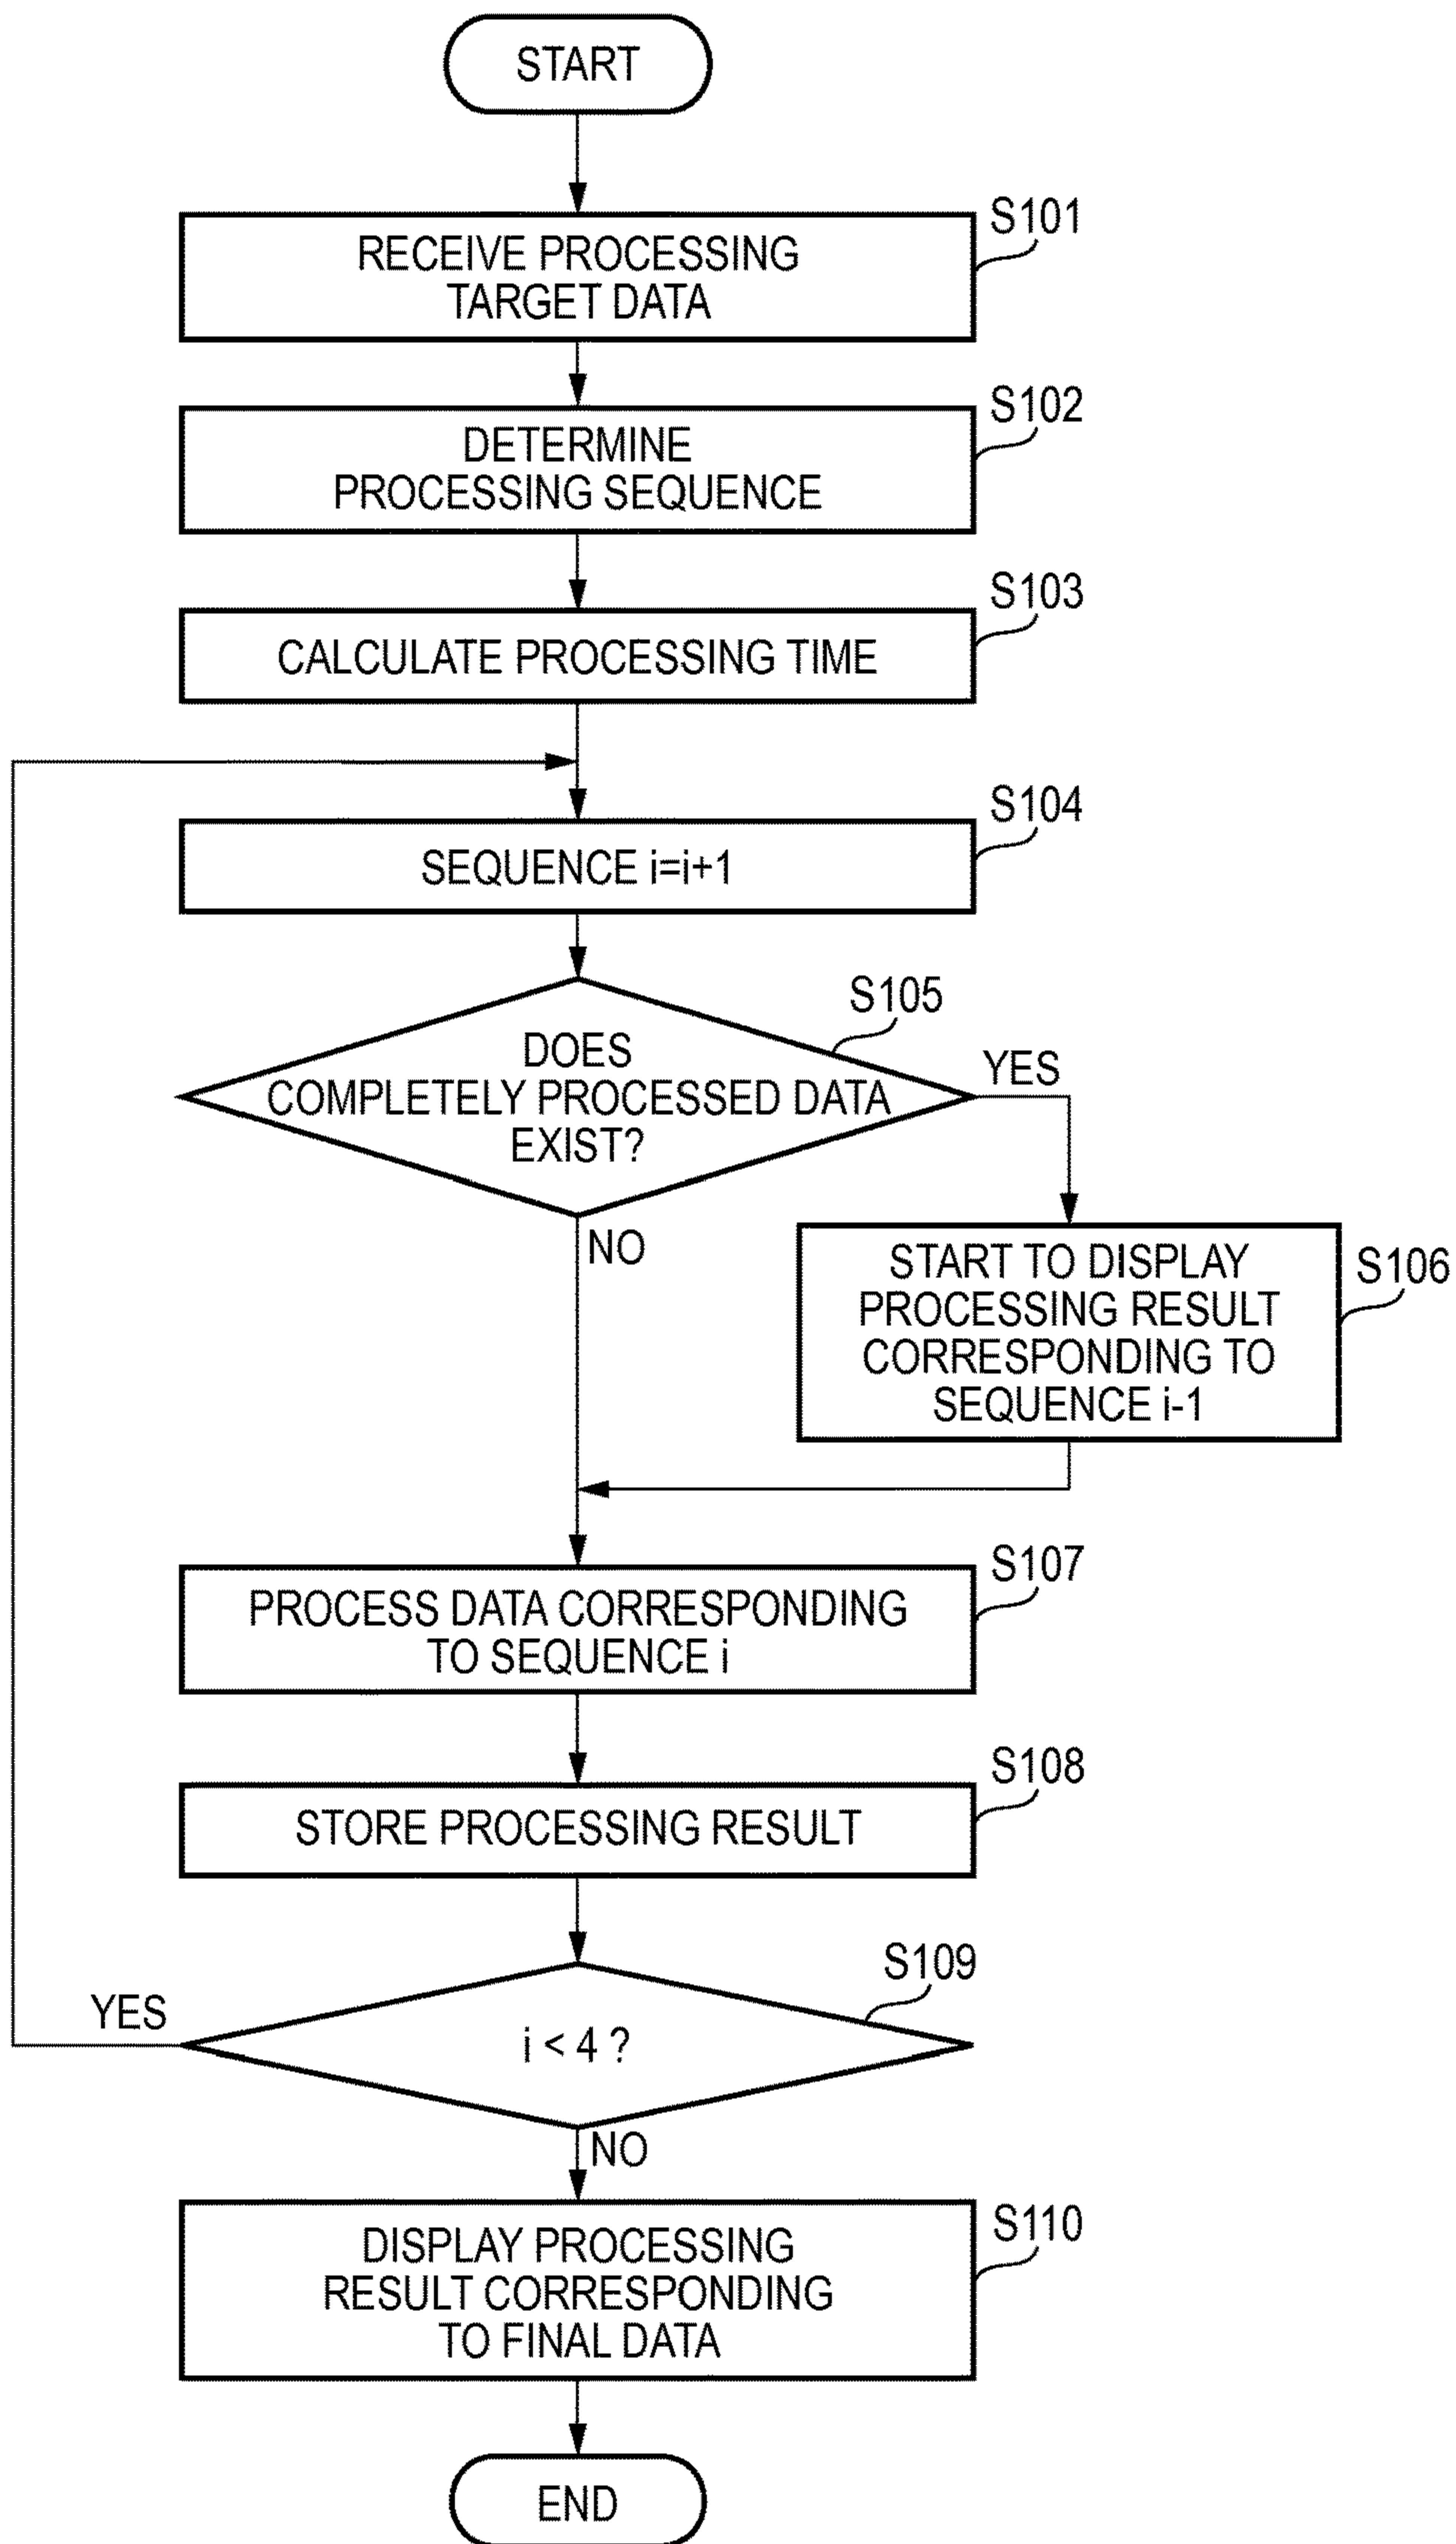 START
S101
RECEIVE PROCESSING
TARGET DATA
S102
DETERMINE
PROCESSING SEQUENCE
S103
CALCULATE PROCESSING TIME
S104
SEQUENCE i=i+1
S105
DOES
COMPLETELY PROCESSED DATA
EXIST?
YES
NO
START TO DISPLAY
PROCESSING RESULT
CORRESPONDING TO
SEQUENCE i-1
S106
S107
PROCESS DATA CORRESPONDING
TO SEQUENCE i
S108
STORE PROCESSING RESULT
S109
YES
i < 4 ?
NO
S110
DISPLAY PROCESSING
RESULT CORRESPONDING
TO FINAL DATA
END